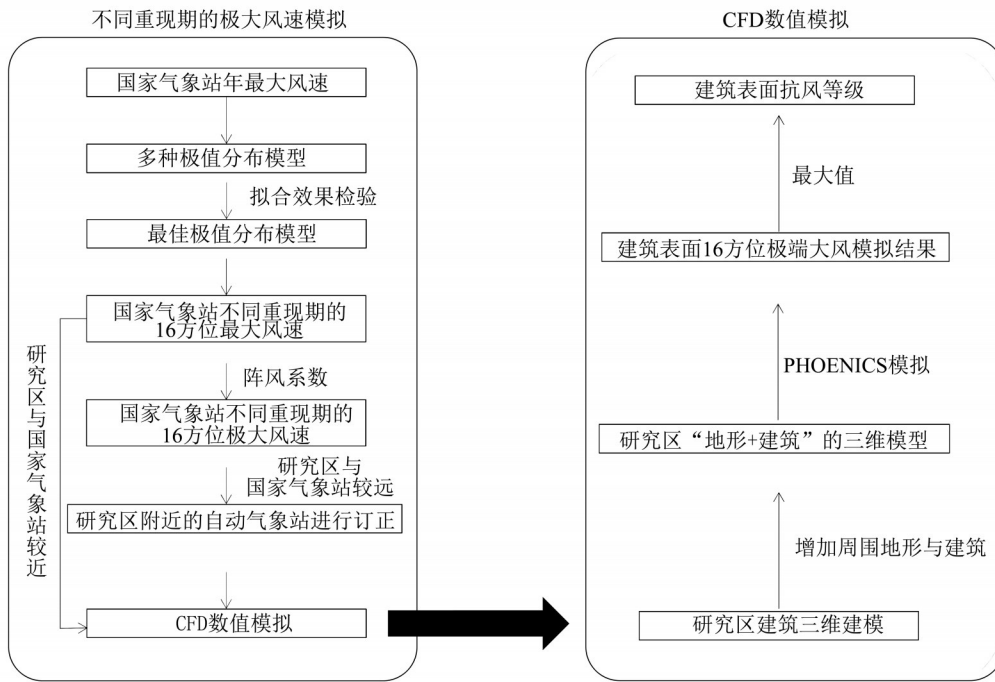 不同重现期的极大风速模拟
国家气象站年最大风速
多种极值分布模型
拟合效果检验
最佳极值分布模型
国家气象站不同重现期的
16方位最大风速
阵风系数
国家气象站不同重现期的
16方位极大风速
研究区与
国家气象站较远
研究区附近的自动气象站进行订正
CFD数值模拟
研究区与国家气象站较近
CFD数值模拟
建筑表面抗风等级
最大值
建筑表面16方位极端大风模拟结果
PHOENICS模拟
研究区“地形+建筑”的三维模型
增加周围地形与建筑
研究区建筑三维建模